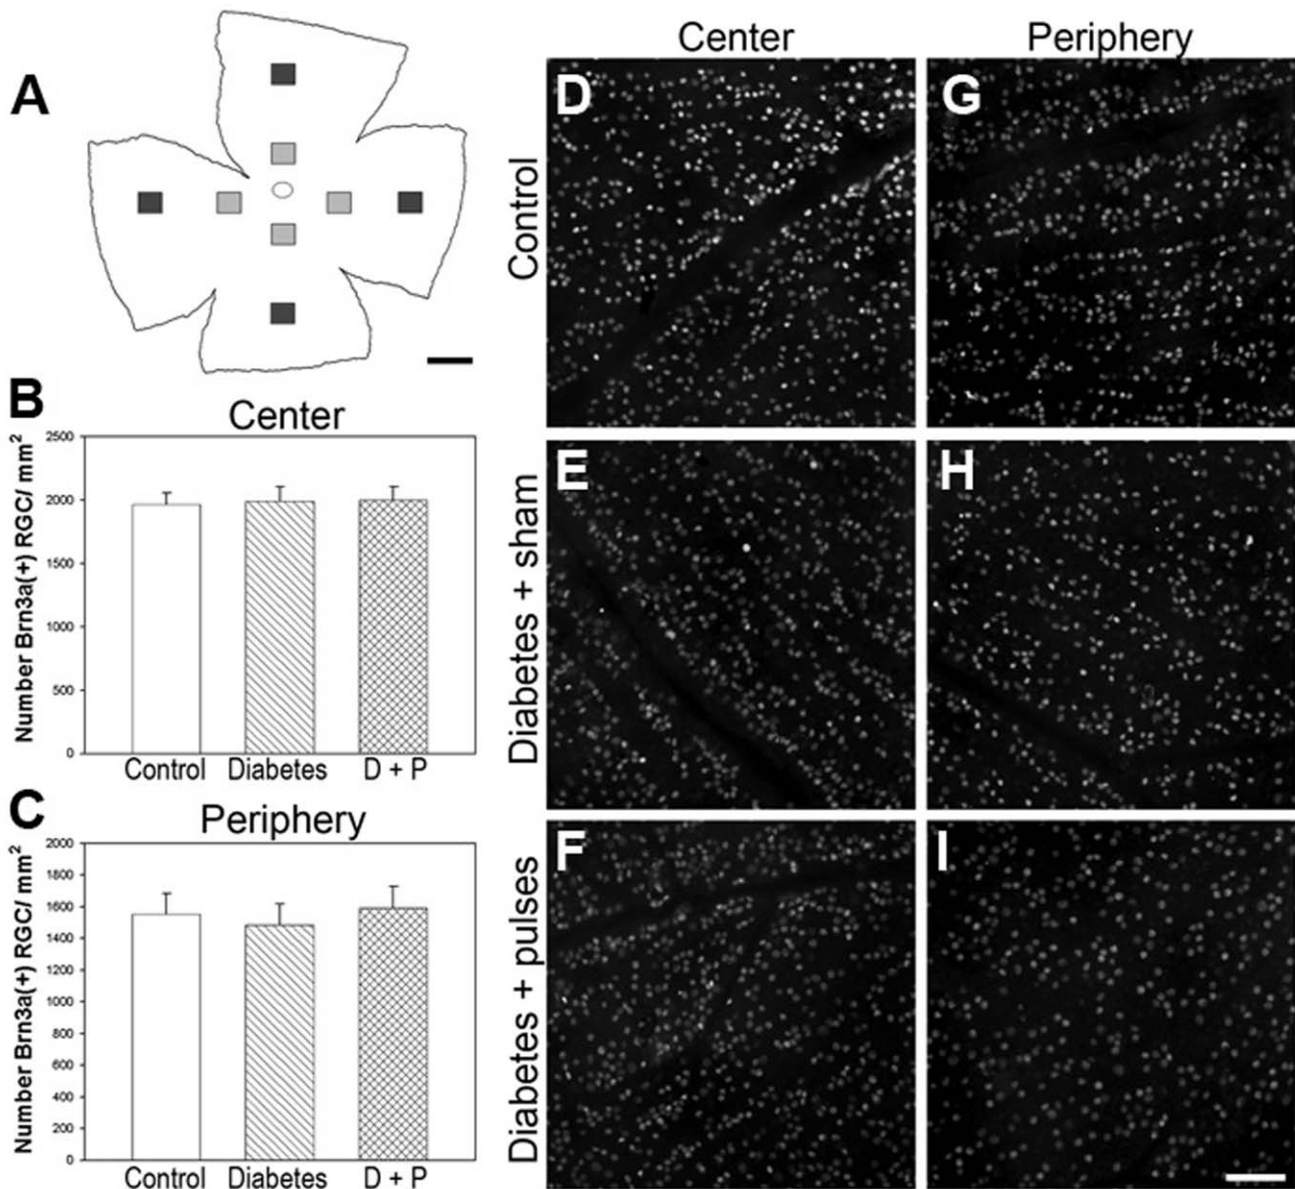 A
B
Center
Number Brn3a(+) RGC/ mm²
2500
2000
1500
1000
500
0
Control Diabetes D + P
C
Periphery
Number Brn3a(+) RGC/ mm²
2000
1800
1600
1400
1200
1000
800
600
400
200
0
Control Diabetes D + P
Center Periphery
Control
D G
Diabetes + sham
E H
Diabetes + pulses
F I